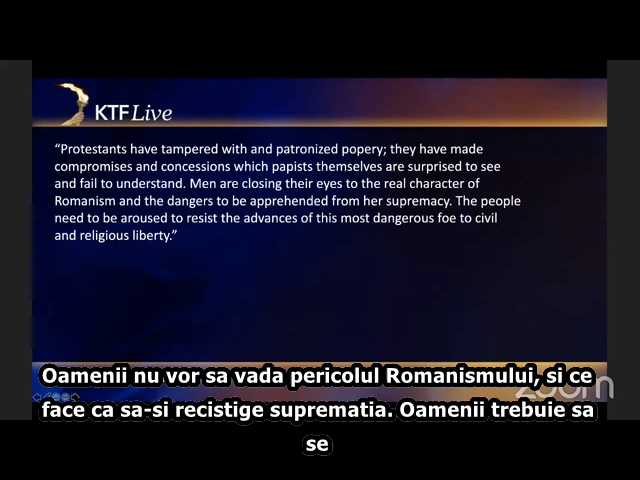 KTFLive
“Protestants have tampered with and patronized popery; they have made
compromises and concessions which papists themselves are surprised to see
and fail to understand. Men are closing their eyes to the real character of
Romanism and the dangers to be apprehended from her supremacy. The people
need to be aroused to resist the advances of this most dangerous foe to civil
and religious liberty.”
Oamenii nu vor sa vada pericolul Romanismului, si ce
face ca sa-si recistige suprematia. Oamenii trebuie sa
se
zoom